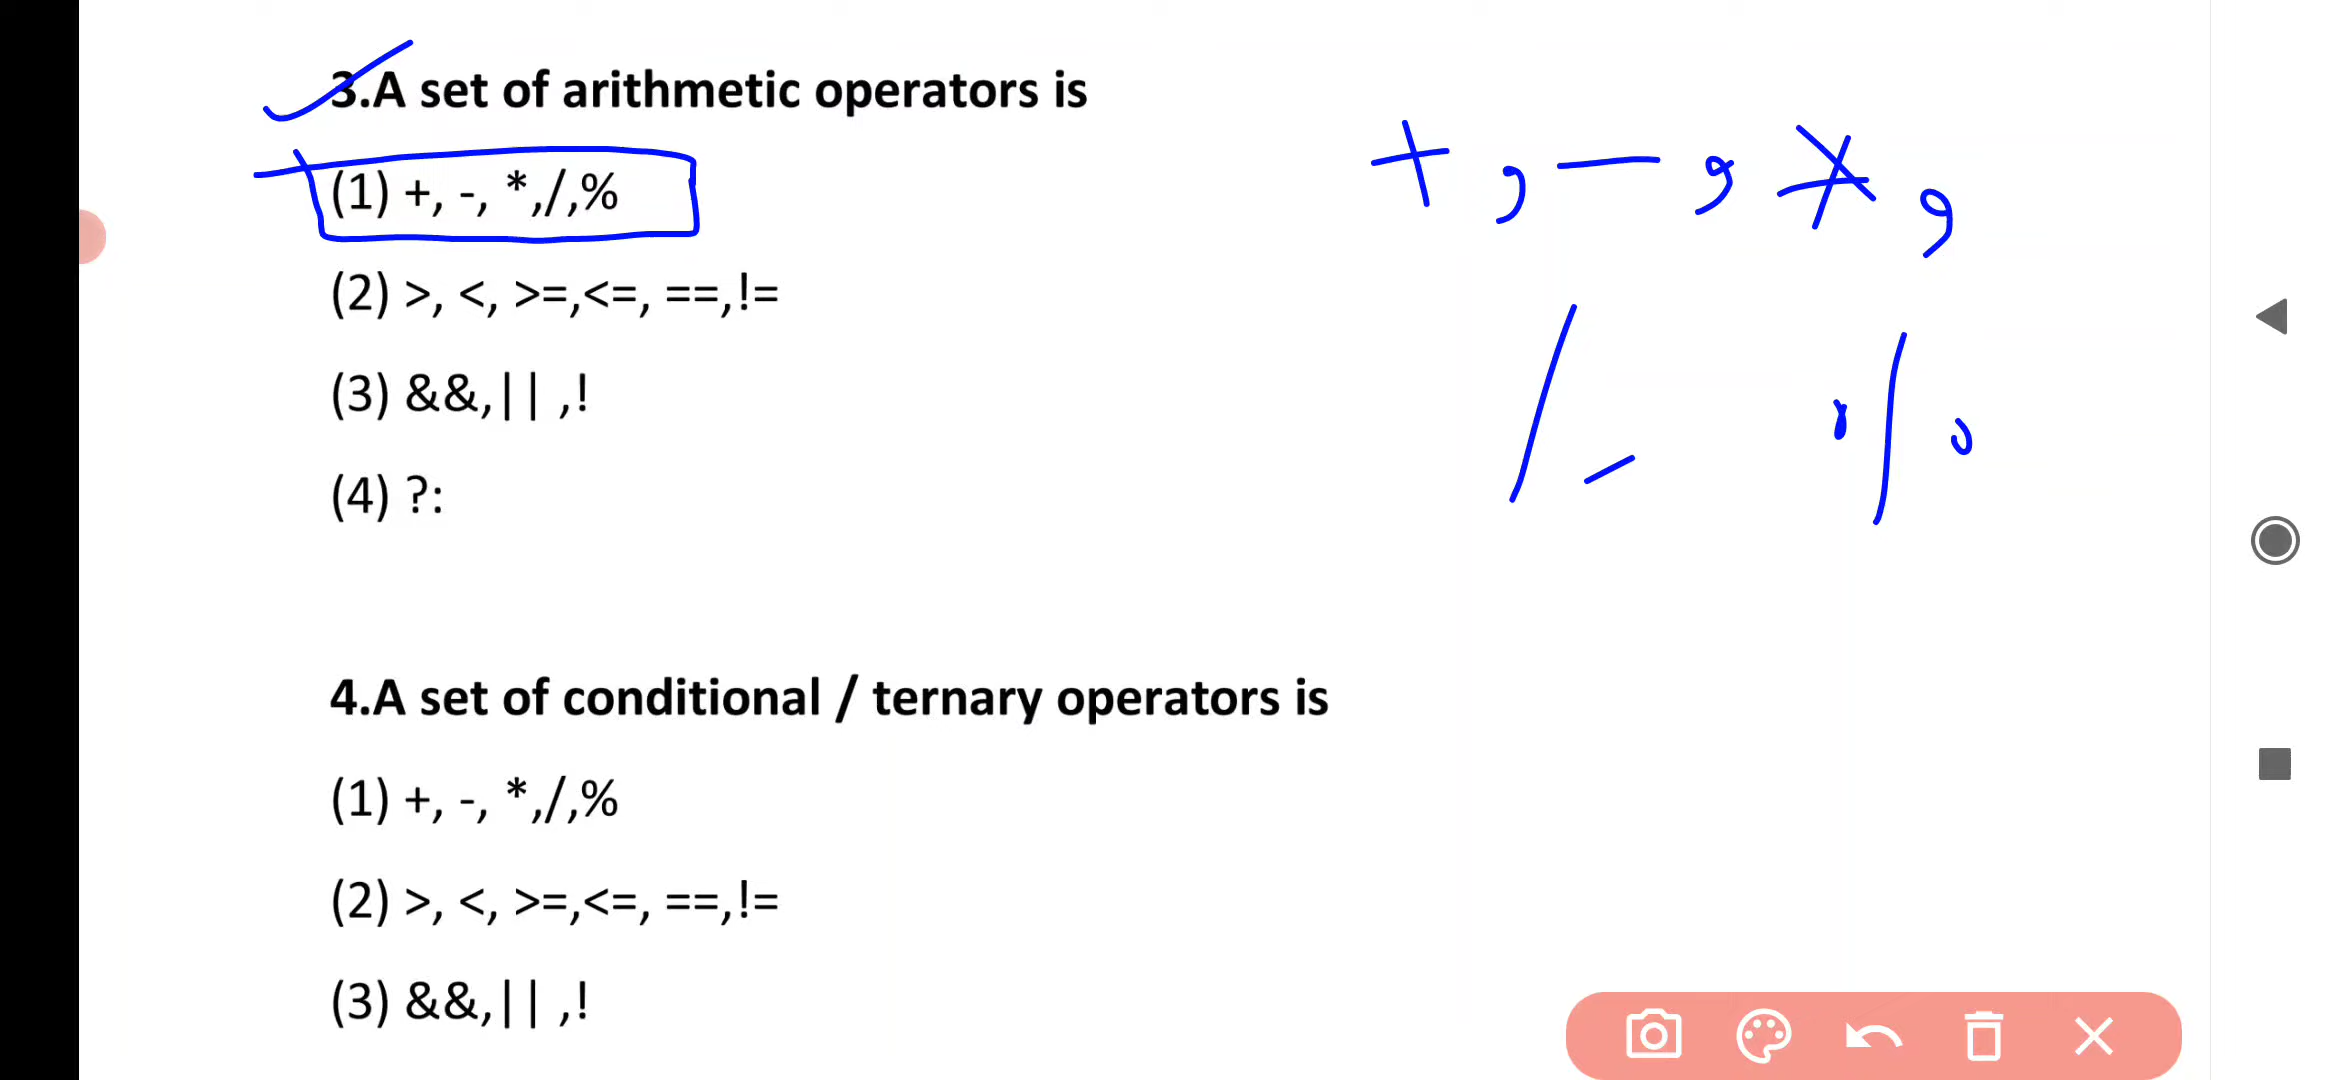 3.A set of arithmetic operators is
(1) +, -, *,/,%
(2) >, <, >=,<=, ==,!=
(3) &&,|| ,!
(4) ?:
+ , - , * ,
/ , %
4.A set of conditional / ternary operators is
(1) +, -, *,/,%
(2) >, <, >=,<=, ==,!=
(3) &&,|| ,!